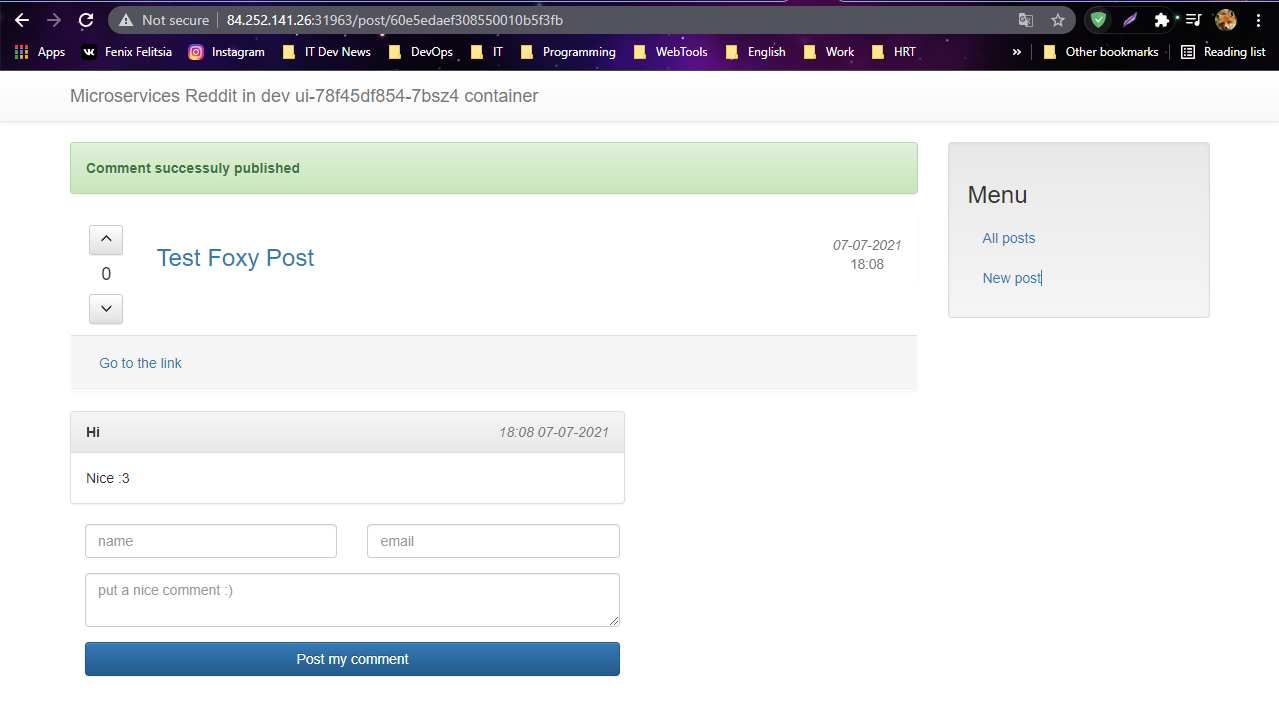 Not secure | 84.252.141.26:31963/post/60e5edaef308550010b5f3fb
Apps Fenix Felitsia Instagram IT Dev News DevOps IT Programming WebTools English Work HRT » Other bookmarks Reading list
Microservices Reddit in dev ui-78f45df854-7bsz4 container
Comment successuly published
0
Test Foxy Post
07-07-2021
18:08
Go to the link
Hi 18:08 07-07-2021
Nice :3
name email
put a nice comment :)
Post my comment
Menu
All posts
New post